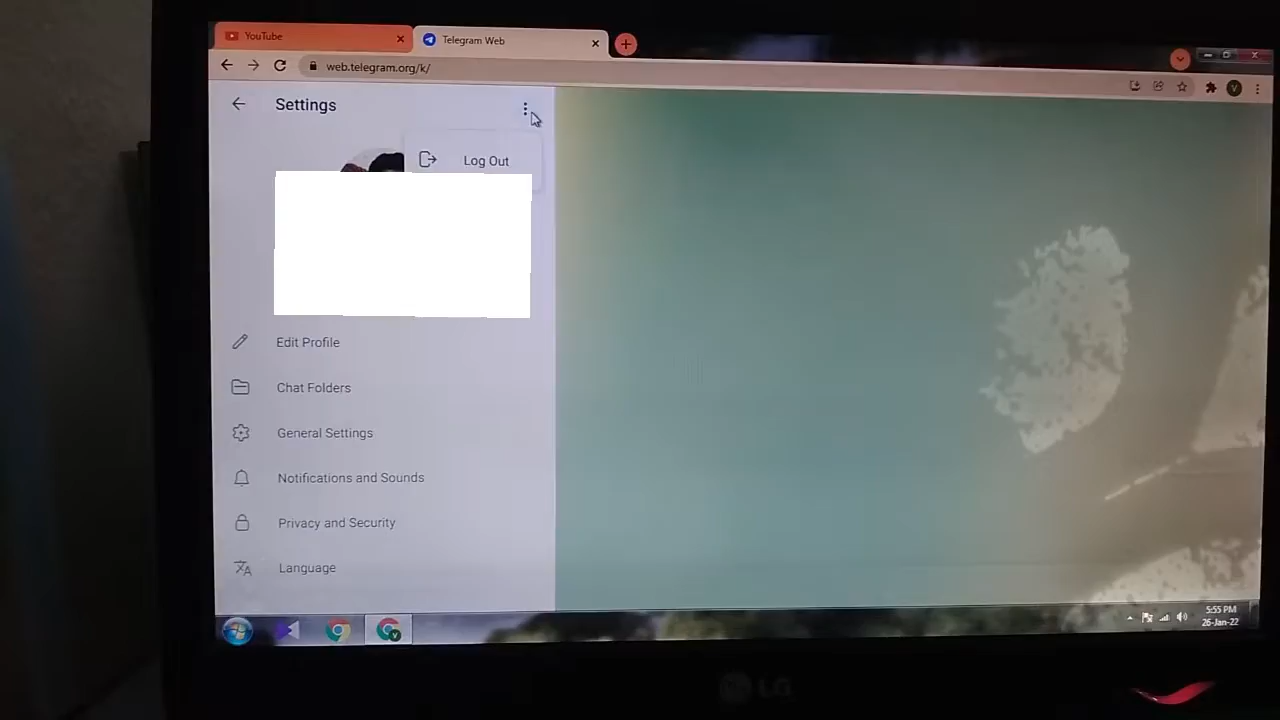 YouTube
Telegram Web
web.telegram.org/k/
V
Settings
Log Out
Edit Profile
Chat Folders
General Settings
Notifications and Sounds
Privacy and Security
Language
V
5:55 PM
26-Jan-22
LG